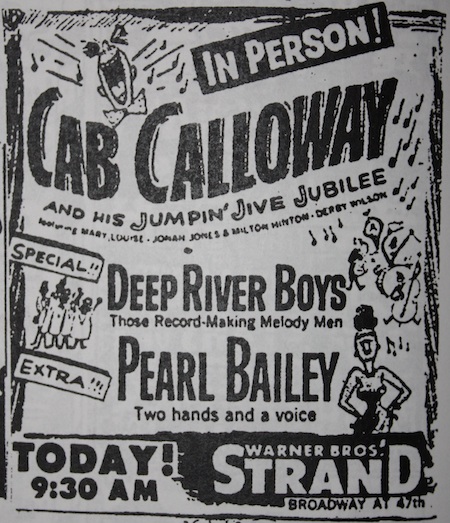 IN PERSON!
CAB CALLOWAY
AND HIS JUMPIN' JIVE JUBILEE
featuring MARY LOUISE - JONAH JONES & MILTON HINTON - DERBY WILSON
SPECIAL!!
DEEP RIVER BOYS
Those Record-Making Melody Men
EXTRA!!!
PEARL BAILEY
Two hands and a voice
TODAY!
9:30 AM
WARNER BROS.
STRAND
BROADWAY AT 47th